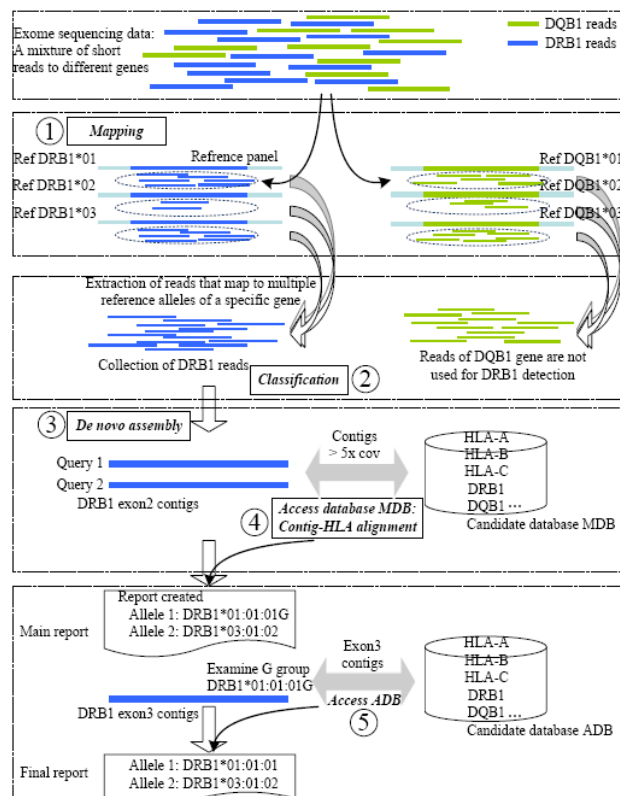 Exome sequencing data:
A mixture of short
reads to different genes
DQB1 reads
DRB1 reads
1 Mapping
Ref DRB1*01
Refrence panel
Ref DRB1*02
Ref DRB1*03
Ref DQB1*01
Ref DQB1*02
Ref DQB1*03
Extraction of reads that map to multiple
reference alleles of a specific gene
Collection of DRB1 reads
Reads of DQB1 gene are not
used for DRB1 detection
Classification 2
3 De novo assembly
Query 1
Query 2
DRB1 exon2 contigs
Contigs
> 5x cov
HLA-A
HLA-B
HLA-C
DRB1
DQB1 ...
Candidate database MDB
4 Access database MDB:
Contig-HLA alignment
Main report
Report created
Allele 1: DRB1*01:01:01G
Allele 2: DRB1*03:01:02
Examine G group
DRB1*01:01:01G
DRB1 exon3 contigs
Exon3
contigs
Access ADB
5
HLA-A
HLA-B
HLA-C
DRB1
DQB1 ...
Candidate database ADB
Final report
Allele 1: DRB1*01:01:01
Allele 2: DRB1*03:01:02